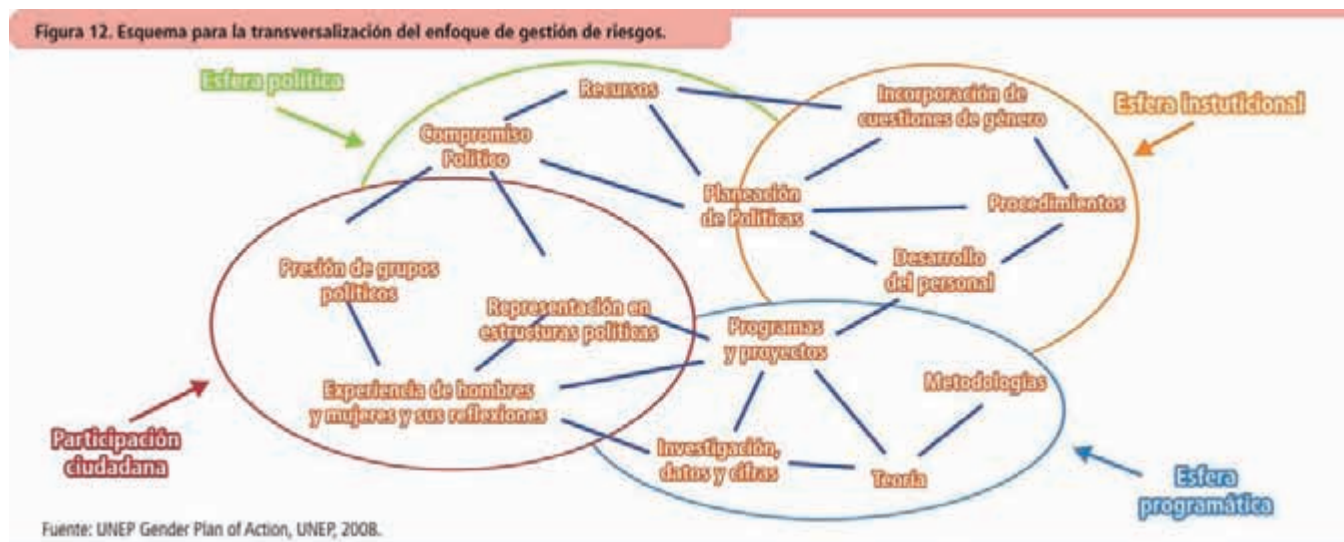 Figura 12. Esquema para la transversalización del enfoque de gestión de riesgos.
Esfera política
Recursos
Incorporación de
cuestiones de género
Esfera instuticional
Compromiso
Político
Planeación
de Políticas
Procedimientos
Desarrollo
del personal
Presión de grupos
políticos
Representación en
estructuras políticas
Programas
y proyectos
Metodologías
Experiencia de hombres
y mujeres y sus reflexiones
Participación
ciudadana
Investigación,
datos y cifras
Teoría
Esfera
programática
Fuente: UNEP Gender Plan of Action, UNEP, 2008.